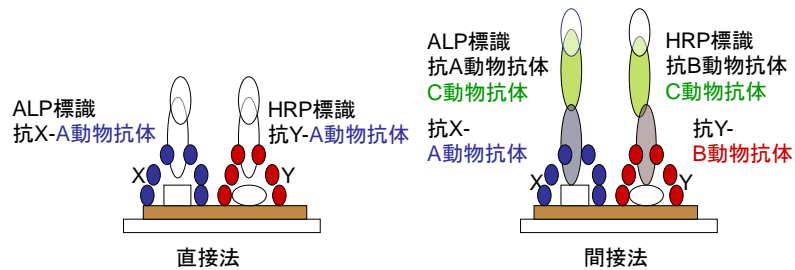 ALP標識
抗X-A動物抗体
HRP標識
抗Y-A動物抗体
X
Y
直接法
ALP標識
抗A動物抗体
C動物抗体
HRP標識
抗B動物抗体
C動物抗体
抗X-
A動物抗体
抗Y-
B動物抗体
X
Y
間接法